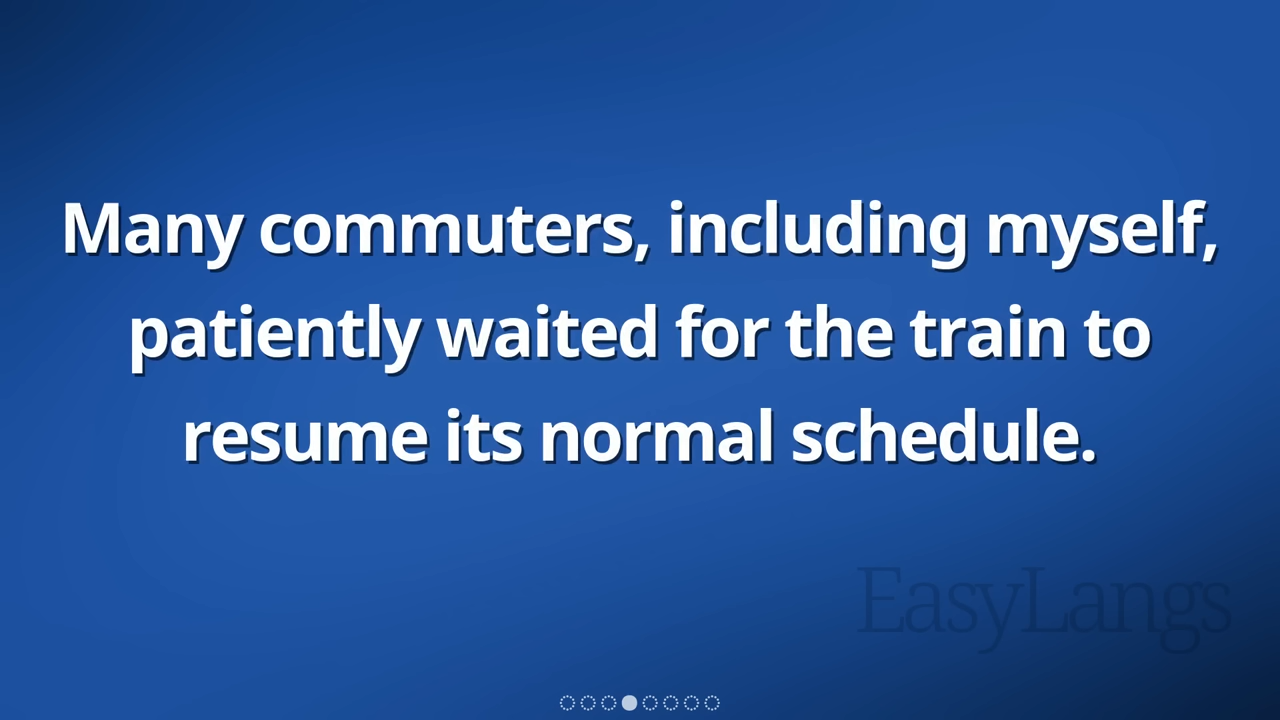 Many commuters, including myself,
patiently waited for the train to
resume its normal schedule.
EasyLangs